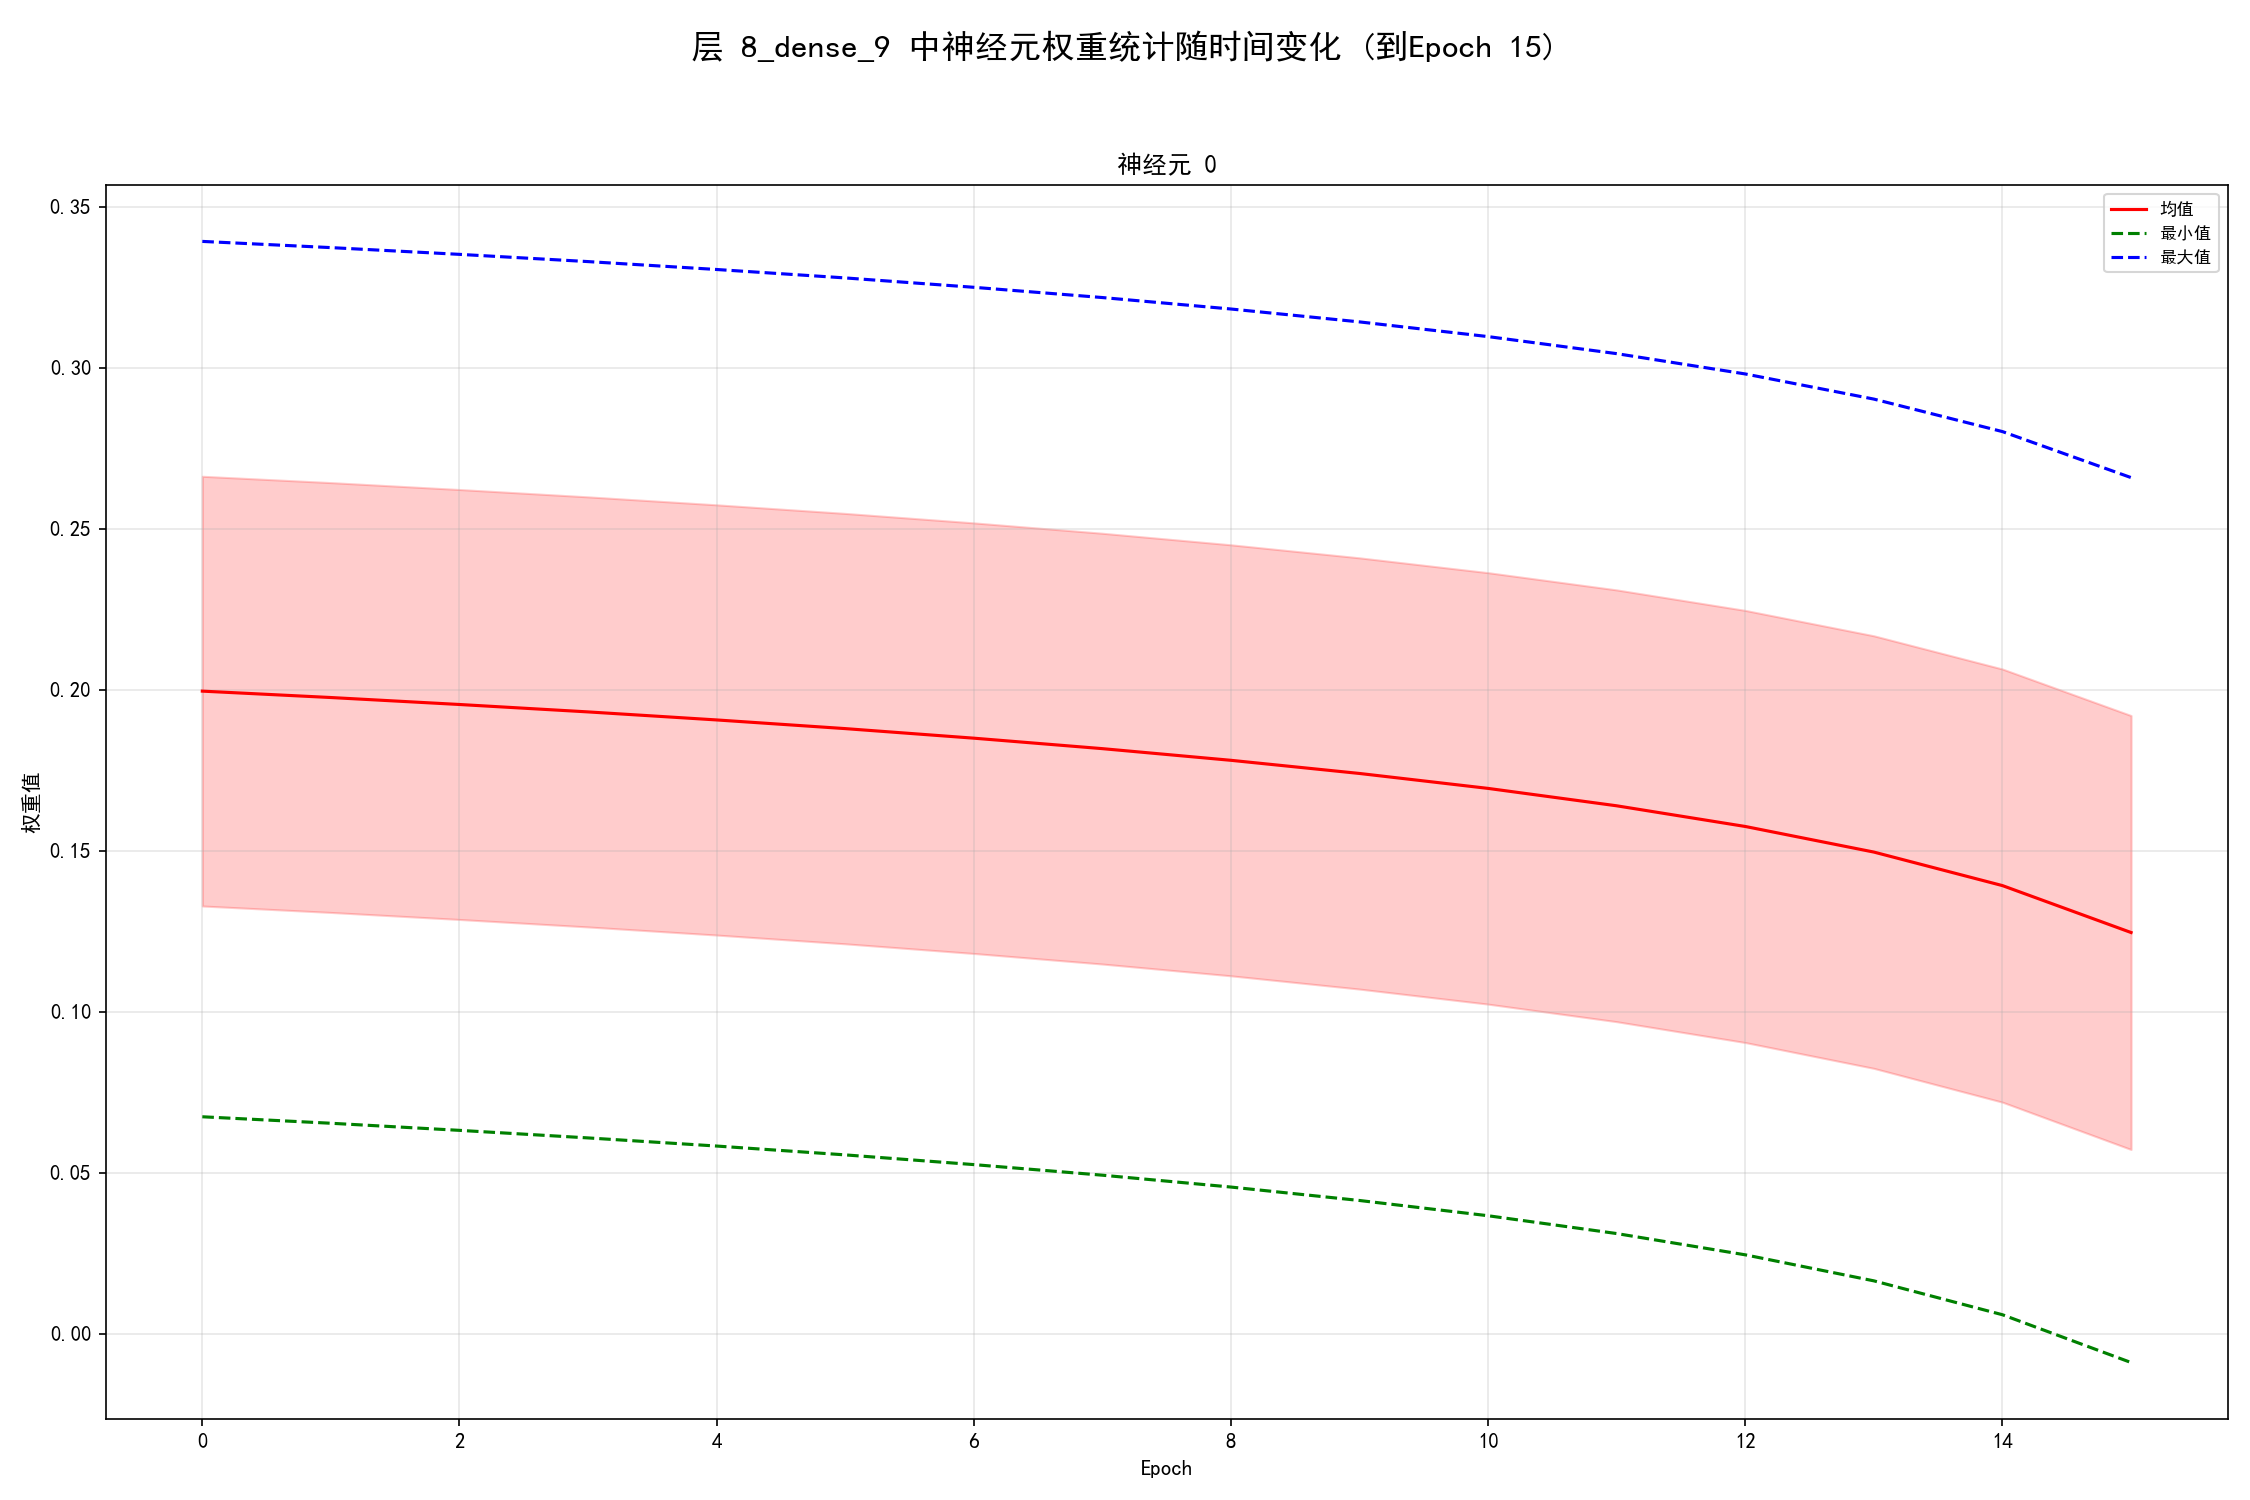 层 8_dense_9 中神经元权重统计随时间变化 (到Epoch 15)
神经元 0
均值
最小值
最大值
权重值
0.35
0.30
0.25
0.20
0.15
0.10
0.05
0.00
0 2 4 6 8 10 12 14
Epoch